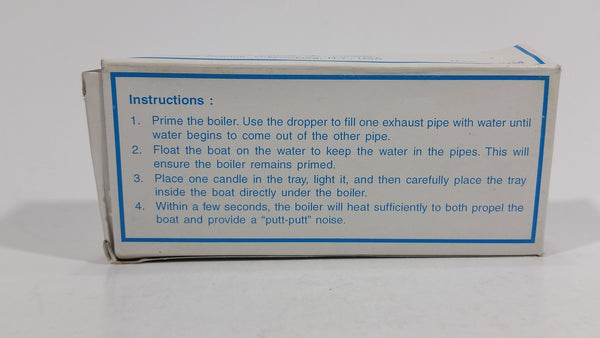 N.Y., USA
Instructions :
1. Prime the boiler. Use the dropper to fill one exhaust pipe with water until
water begins to come out of the other pipe.
2. Float the boat on the water to keep the water in the pipes. This will
ensure the boiler remains primed.
3. Place one candle in the tray, light it, and then carefully place the tray
inside the boat directly under the boiler.
4. Within a few seconds, the boiler will heat sufficiently to both propel the
boat and provide a “putt-putt” noise.